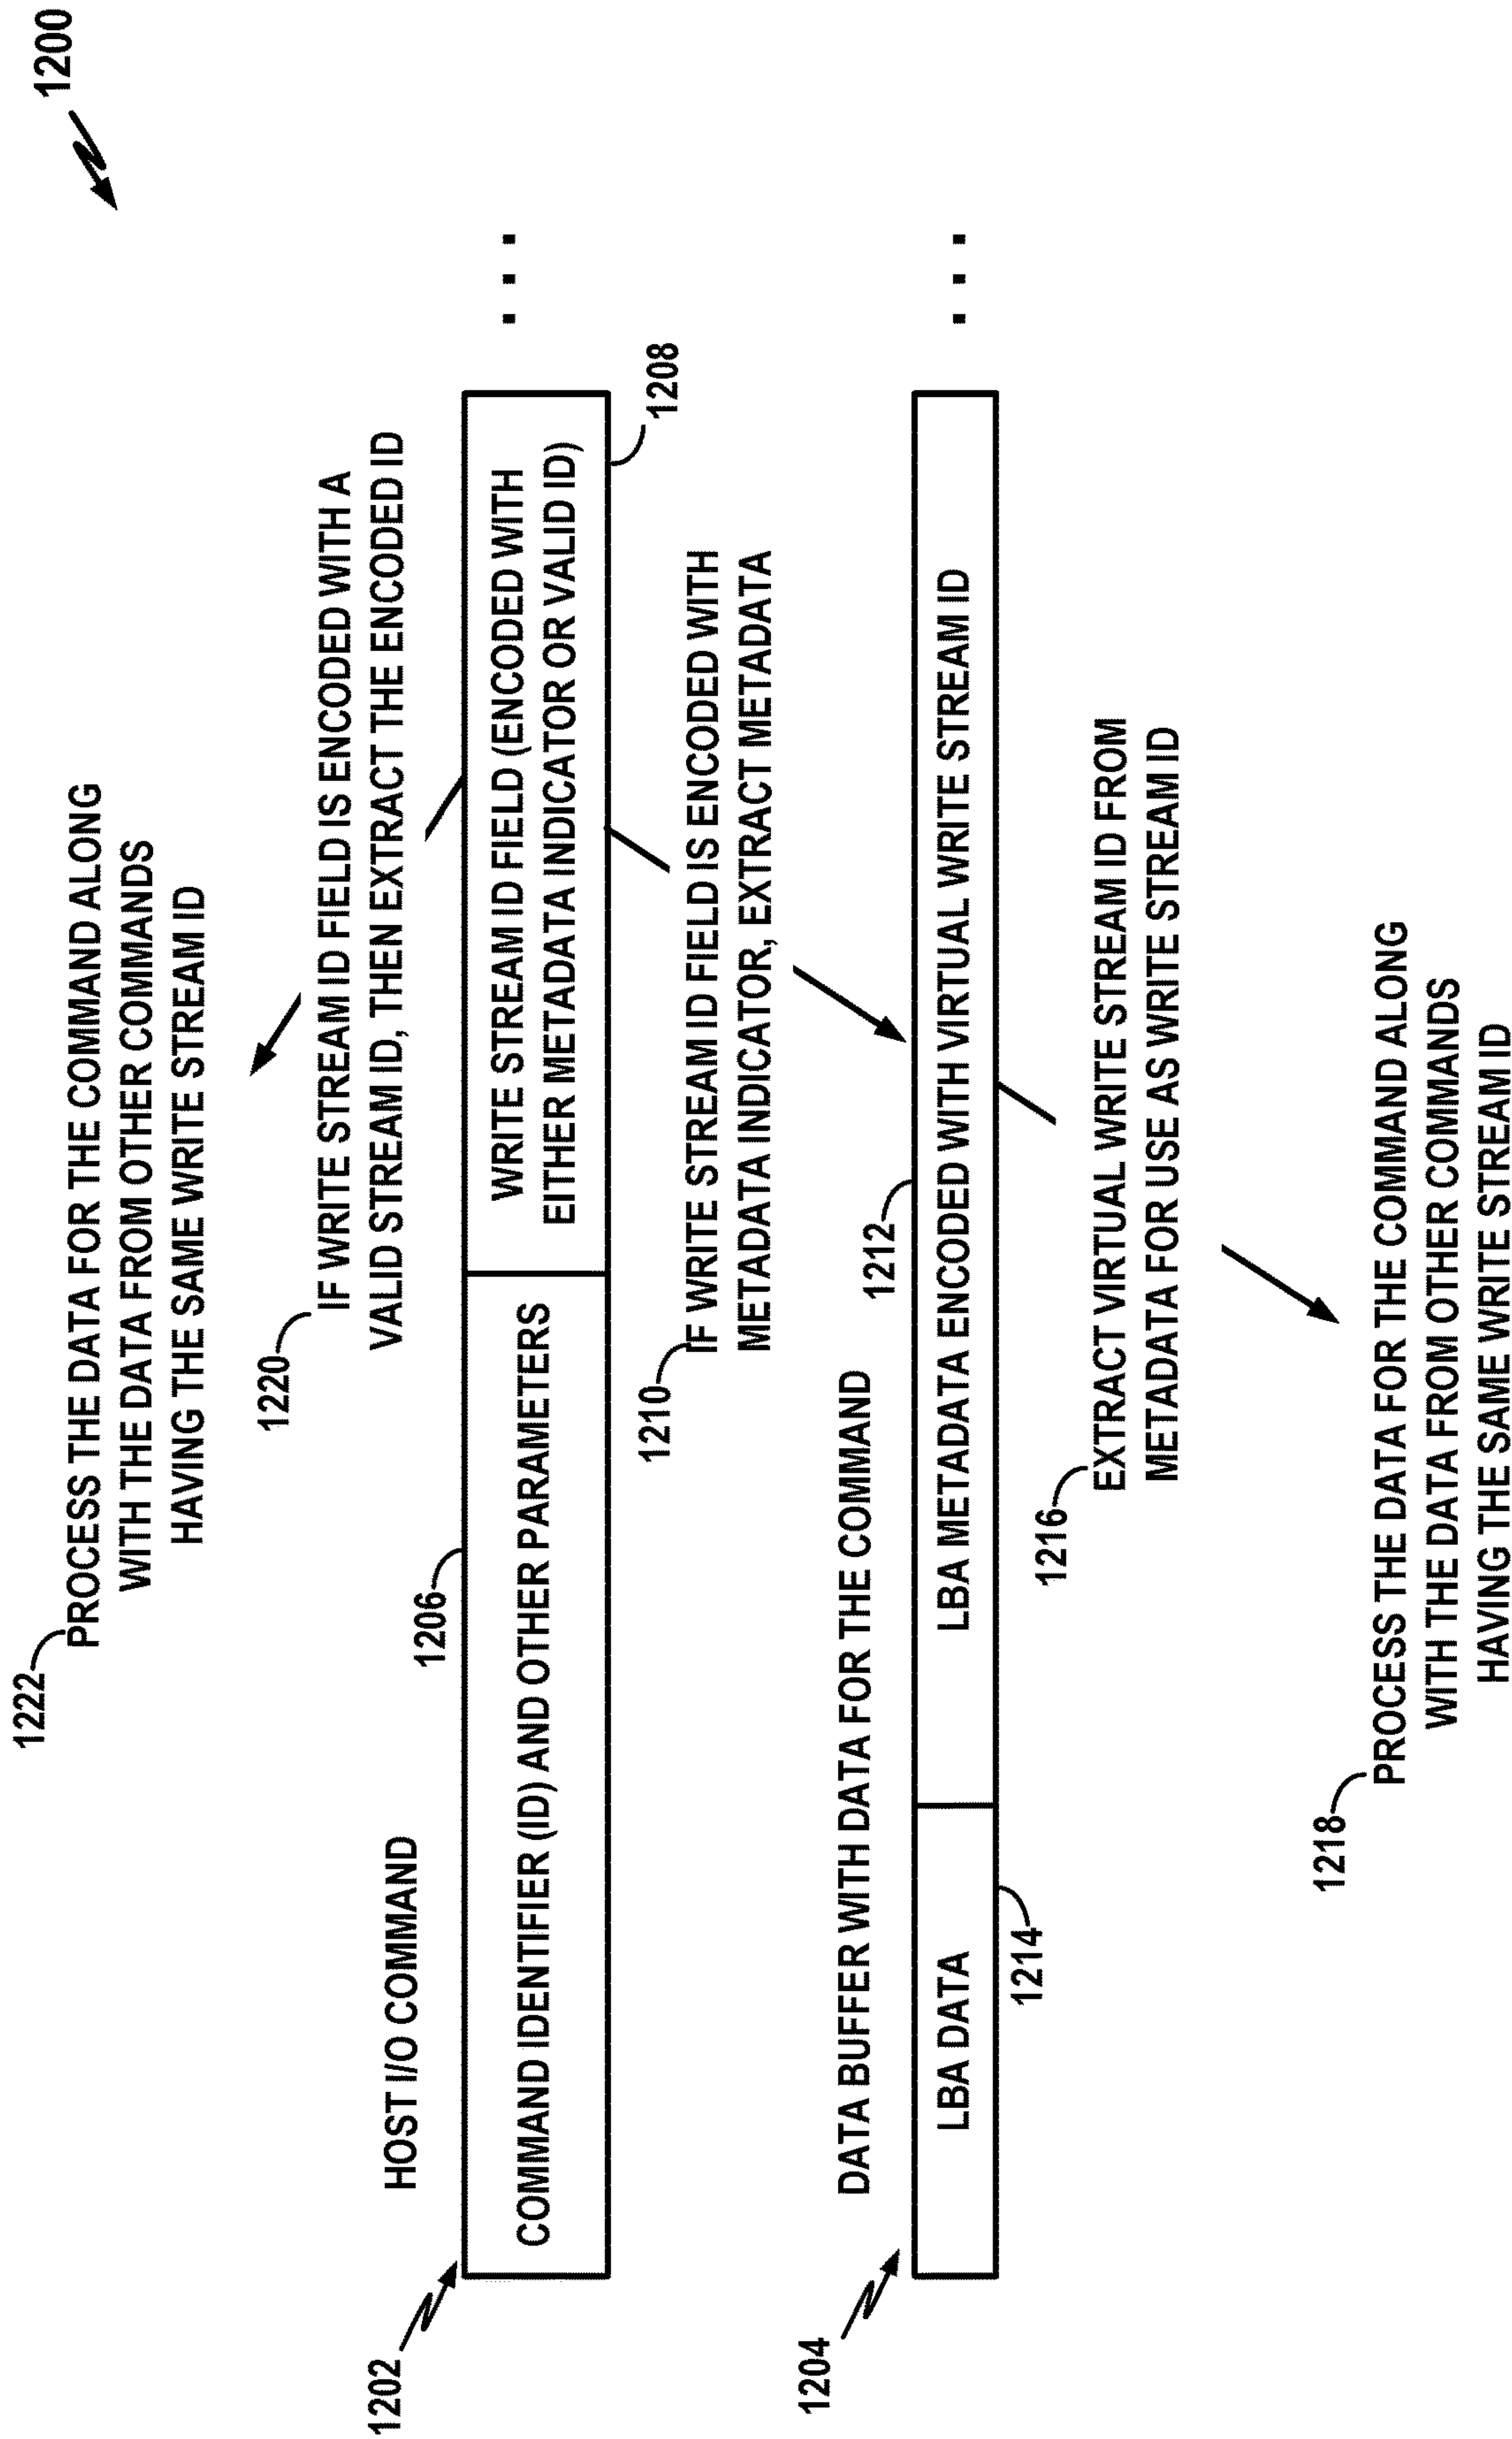 1200
1222
PROCESS THE DATA FOR THE COMMAND ALONG
WITH THE DATA FROM OTHER COMMANDS
HAVING THE SAME WRITE STREAM ID
1220
IF WRITE STREAM ID FIELD IS ENCODED WITH A
VALID STREAM ID, THEN EXTRACT THE ENCODED ID
1202
HOST I/O COMMAND
1206
COMMAND IDENTIFIER (ID) AND OTHER PARAMETERS
WRITE STREAM ID FIELD (ENCODED WITH
EITHER METADATA INDICATOR OR VALID ID)
. . .
1208
1210
IF WRITE STREAM ID FIELD IS ENCODED WITH
METADATA INDICATOR, EXTRACT METADATA
1204
DATA BUFFER WITH DATA FOR THE COMMAND
1212
LBA DATA
LBA METADATA ENCODED WITH VIRTUAL WRITE STREAM ID
. . .
1214
1216
EXTRACT VIRTUAL WRITE STREAM ID FROM
METADATA FOR USE AS WRITE STREAM ID
1218
PROCESS THE DATA FOR THE COMMAND ALONG
WITH THE DATA FROM OTHER COMMANDS
HAVING THE SAME WRITE STREAM ID